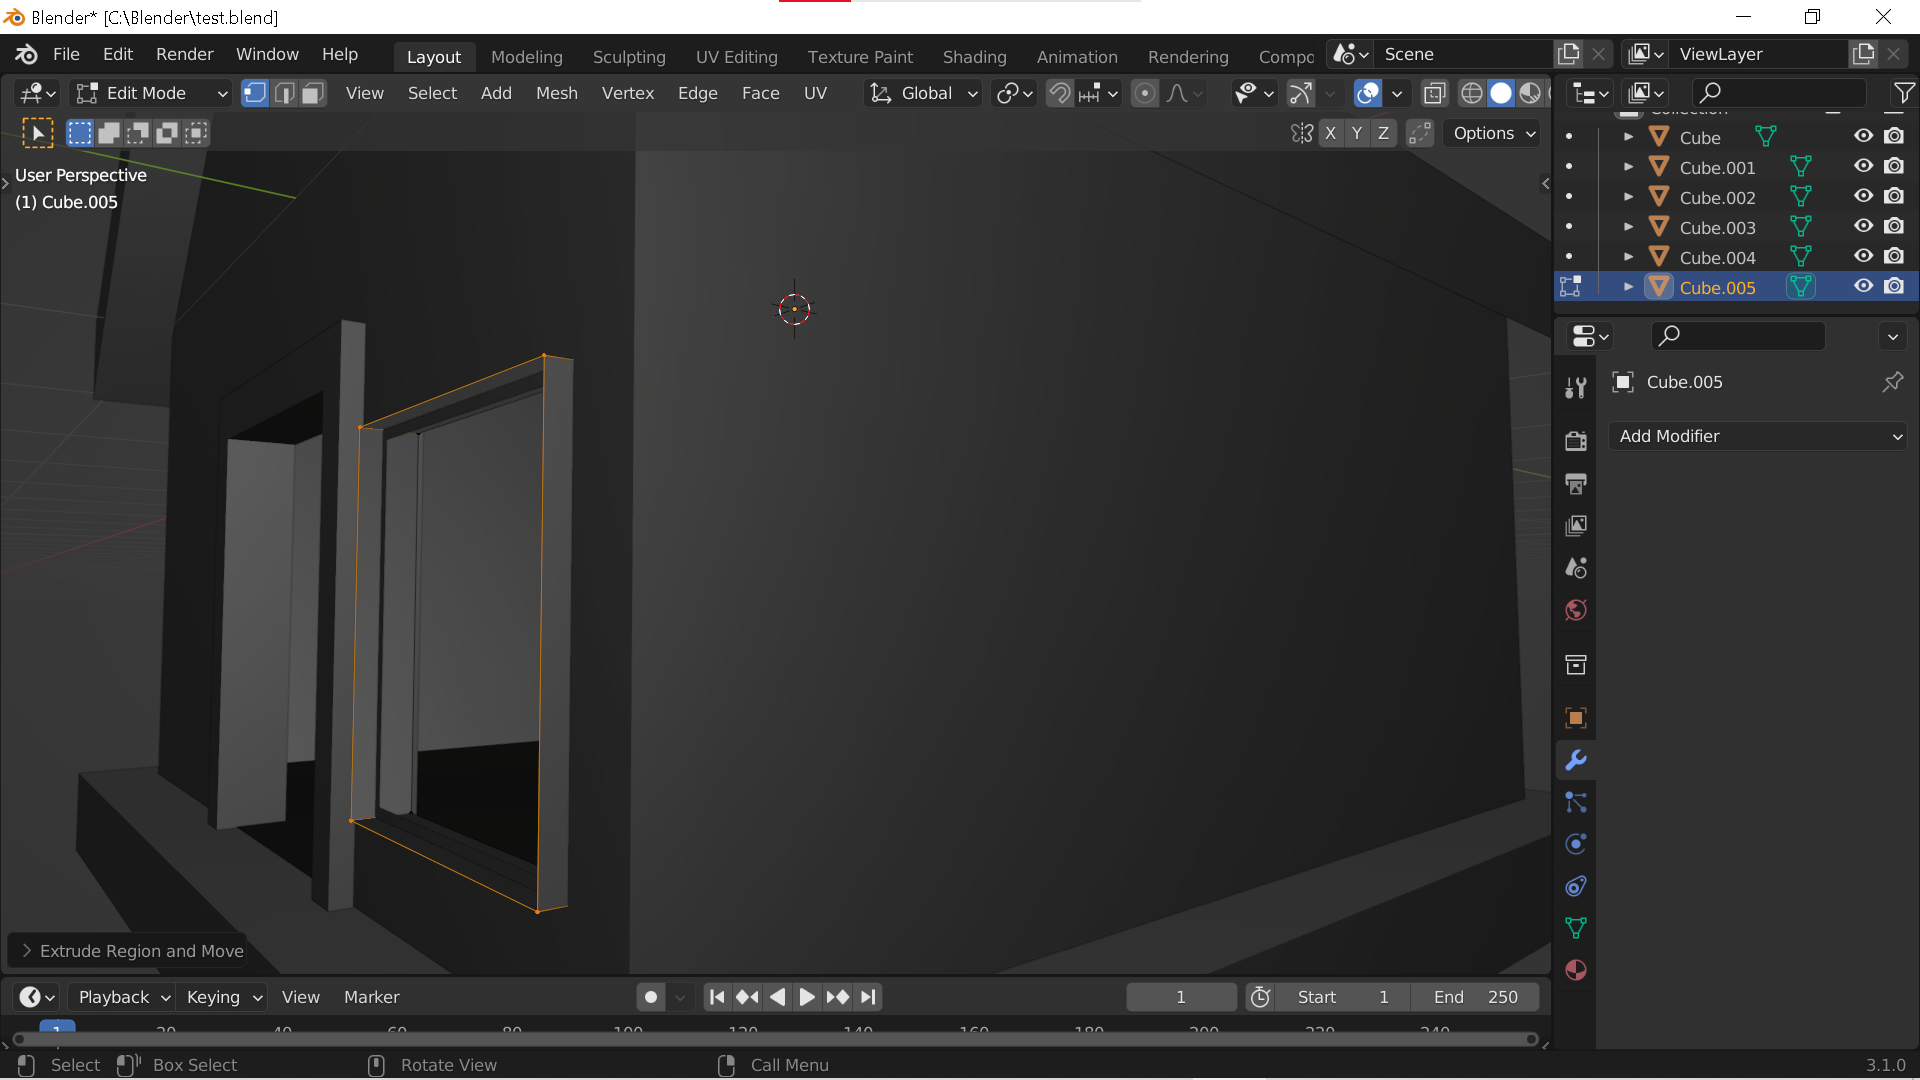 Blender* [C:\Blender\test.blend]
File Edit Render Window Help Layout Modeling Sculpting UV Editing Texture Paint Shading Animation Rendering Compo Scene ViewLayer
Edit Mode View Select Add Mesh Vertex Edge Face UV Global
X Y Z Options
User Perspective
(1) Cube.005
Collection
Cube
Cube.001
Cube.002
Cube.003
Cube.004
Cube.005
Cube.005
Add Modifier
Extrude Region and Move
Playback Keying View Marker 1 Start 1 End 250
1 20 40 60 80 100 120 140 160 180 200 220 240
Select Box Select Rotate View Call Menu 3.1.0